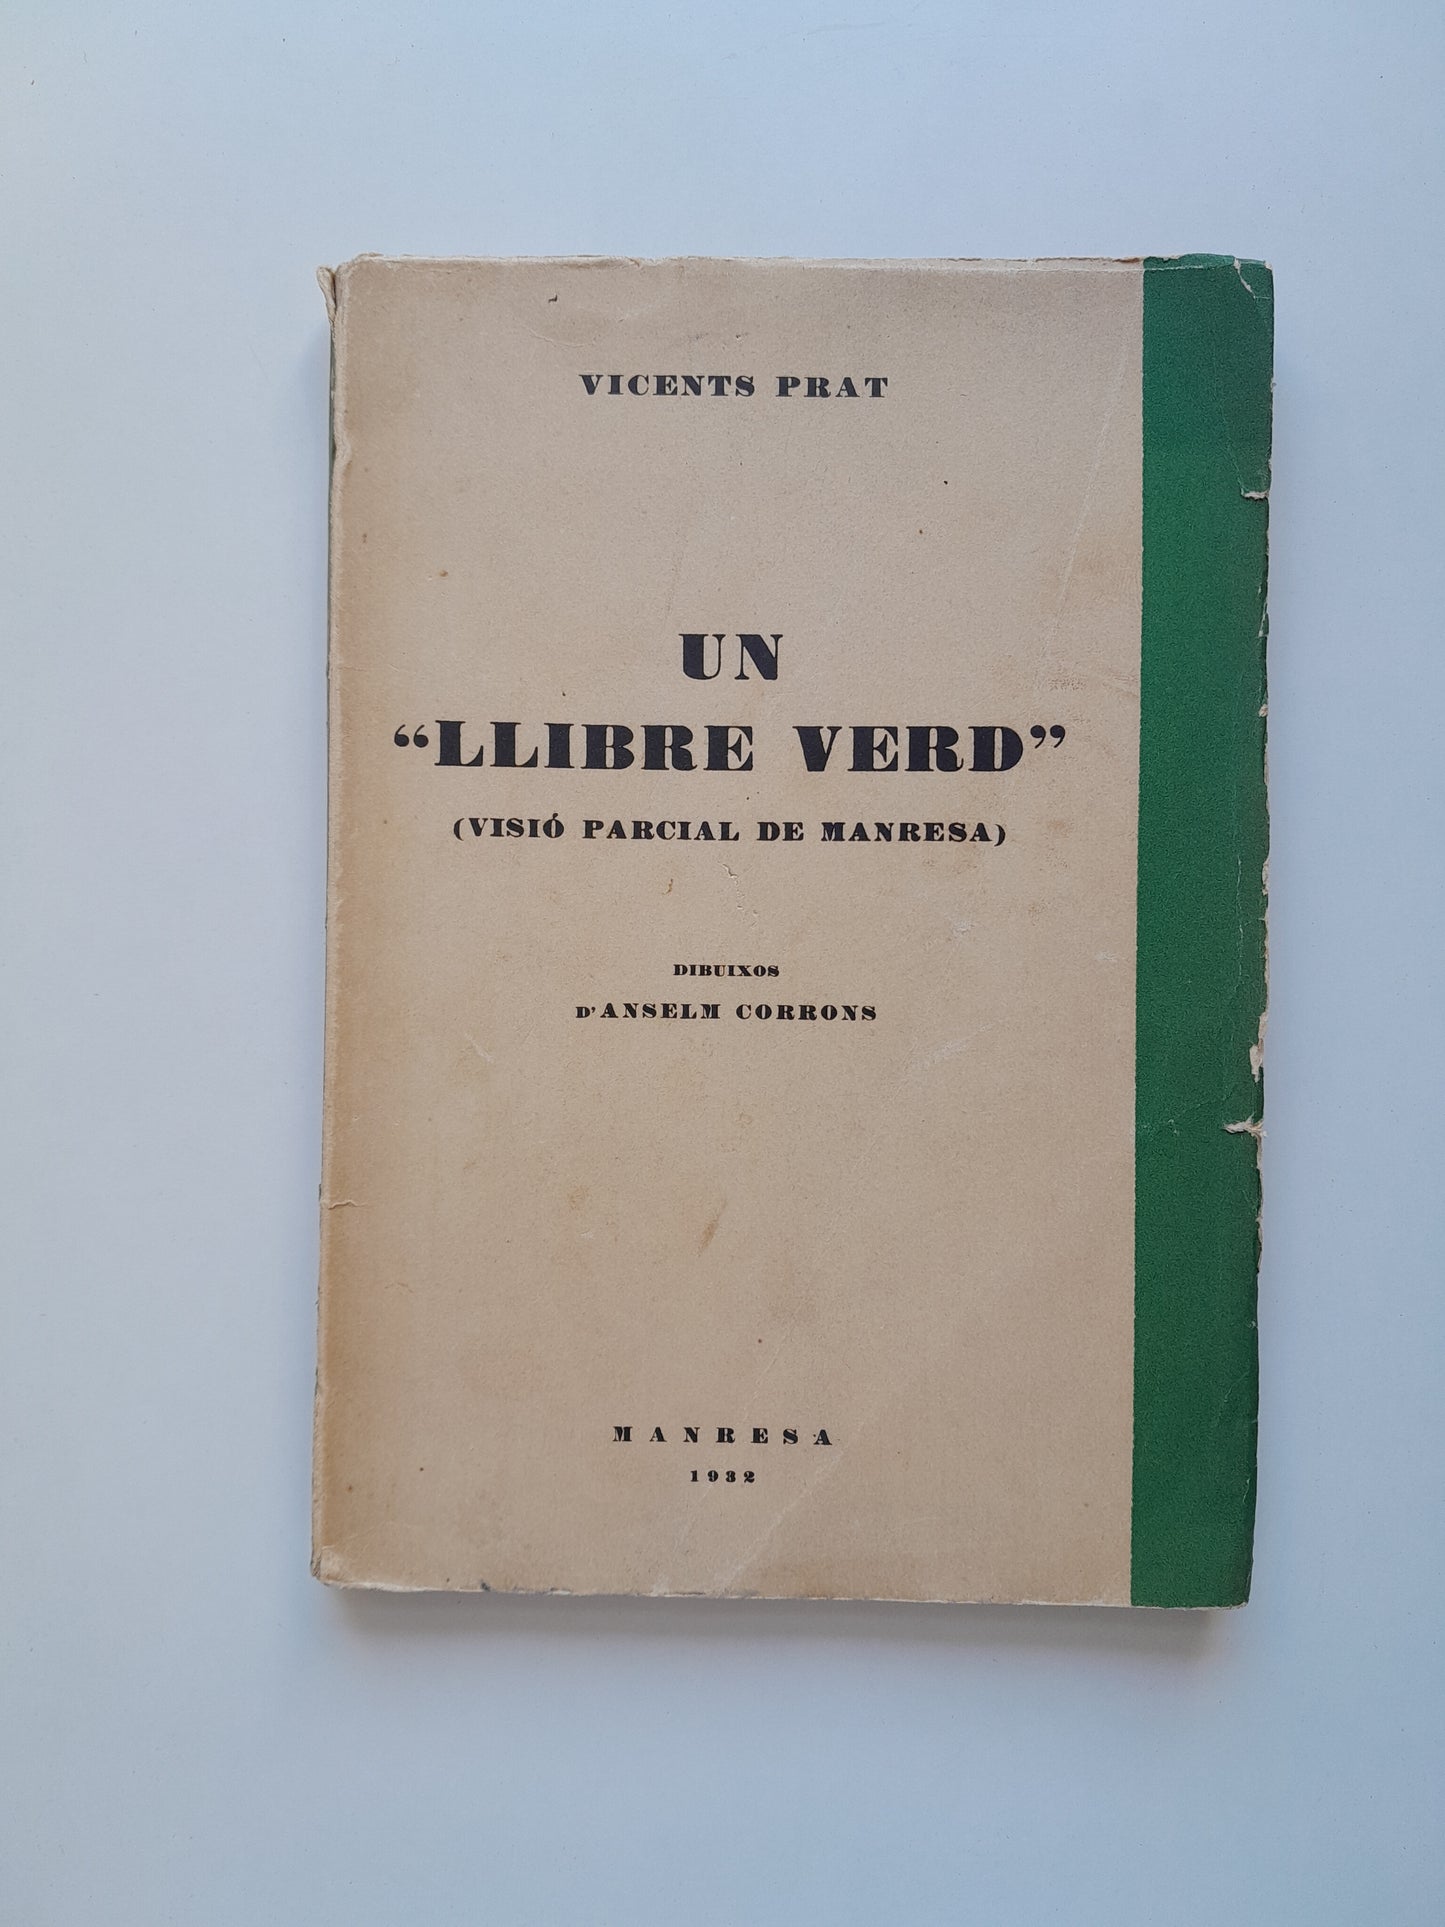 VICENTS PRAT
UN
“LLIBRE VERD”
(VISIÓ PARCIAL DE MANRESA)
DIBUIXOS
D’ANSELM CORRONS
MANRESA
1932